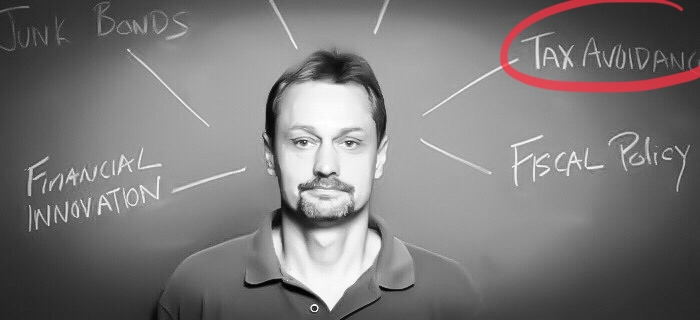 Junk Bonds
Tax Avoidanc
Financial
Innovation
Fiscal Policy